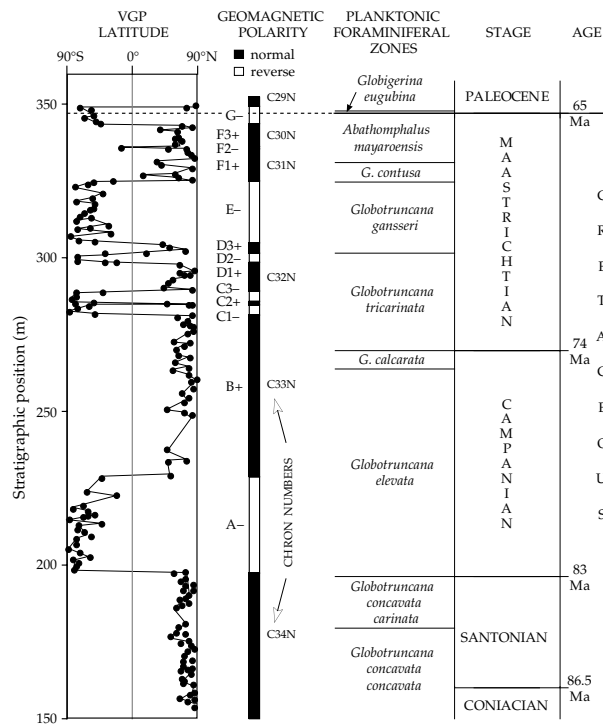 VGP LATITUDE
GEOMAGNETIC POLARITY
PLANKTONIC FORAMINIFERAL ZONES
STAGE
AGE
90°S 0° 90°N
normal
reverse
Stratigraphic position (m)
350
300
250
200
150
G−
F3+
F2−
F1+
E−
D3+
D2−
D1+
C3−
C2+
C1−
B+
A−
C29N
C30N
C31N
C32N
C33N
C34N
CHRON NUMBERS
Globigerina
eugubina
Abathomphalus
mayaroensis
G. contusa
Globotruncana
gansseri
Globotruncana
tricarinata
G. calcarata
Globotruncana
elevata
Globotruncana
concavata
carinata
Globotruncana
concavata
concavata
PALEOCENE
MAASTRICHTIAN
CAMPANIAN
SANTONIAN
CONIACIAN
65
Ma
74
Ma
83
Ma
86.5
Ma
CRETACEOUS